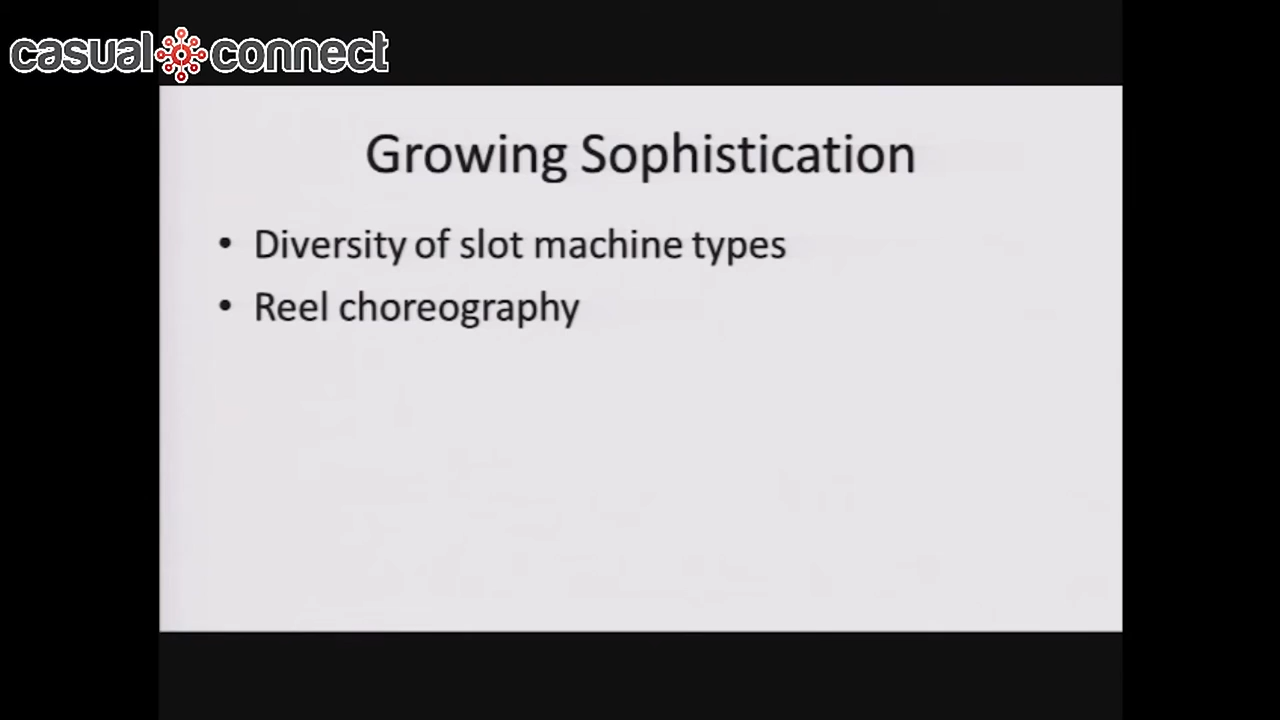 casual connect
Growing Sophistication
• Diversity of slot machine types
• Reel choreography